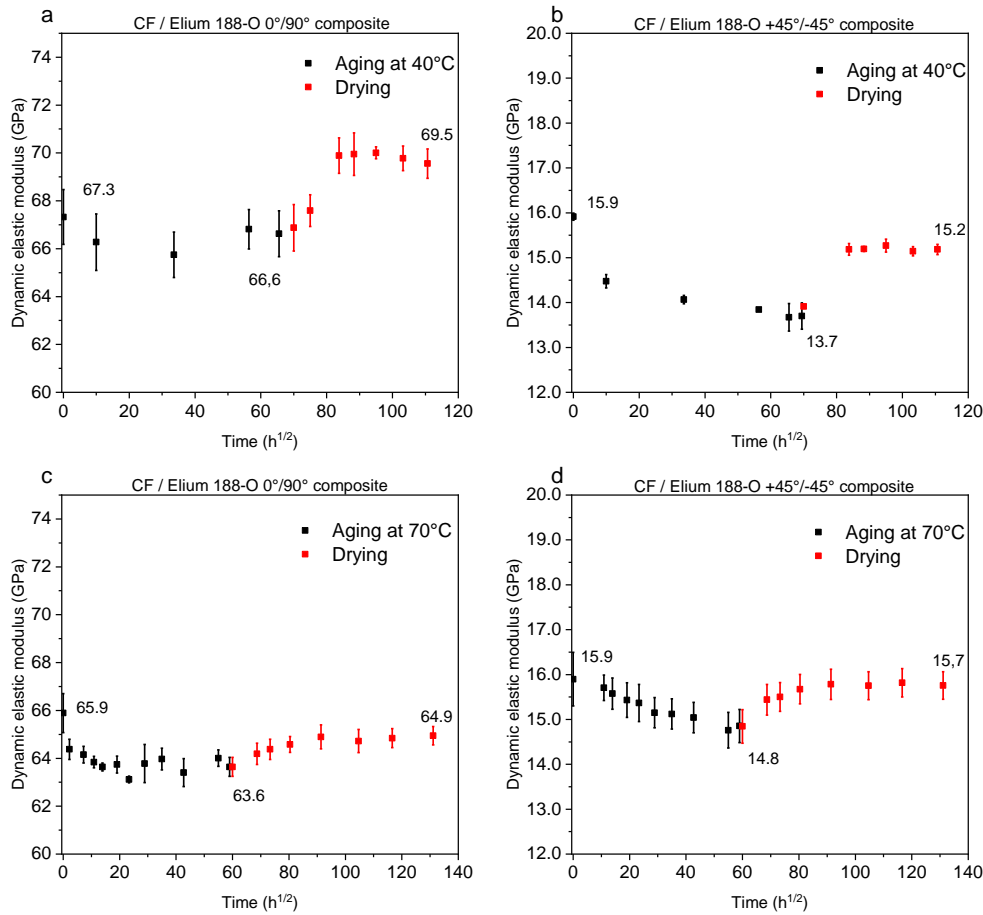 a
CF / Elium 188-O 0°/90° composite
Dynamic elastic modulus (GPa)
74
72
70
68
66
64
62
60
Aging at 40°C
Drying
67.3
66,6
69.5
0 20 40 60 80 100 120
Time (h1/2)
b
CF / Elium 188-O +45°/-45° composite
Dynamic elastic modulus (GPa)
20.0
19.0
18.0
17.0
16.0
15.0
14.0
13.0
12.0
Aging at 40°C
Drying
15.9
13.7
15.2
0 20 40 60 80 100 120
Time (h1/2)
c
CF / Elium 188-O 0°/90° composite
Dynamic elastic modulus (GPa)
74
72
70
68
66
64
62
60
Aging at 70°C
Drying
65.9
63.6
64.9
0 20 40 60 80 100 120 140
Time (h1/2)
d
CF / Elium 188-O +45°/-45° composite
Dynamic elastic modulus (GPa)
20.0
19.0
18.0
17.0
16.0
15.0
14.0
13.0
12.0
Aging at 70°C
Drying
15.9
14.8
15,7
0 20 40 60 80 100 120 140
Time (h1/2)